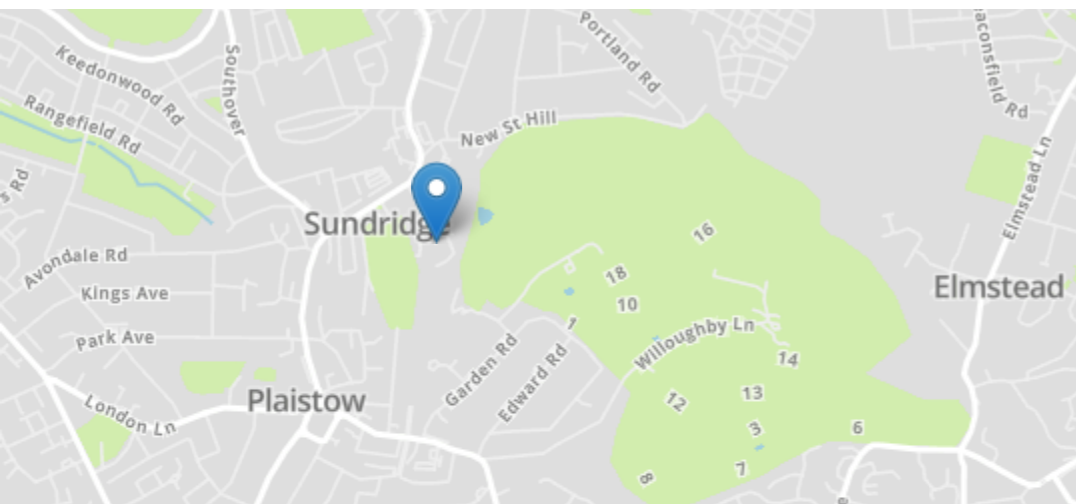 Portland Rd
Keedonwood Rd
Southover
Rangefield Rd
New St Hill
Elmstead Ln
Sundridge
16
Avondale Rd
18
Elmstead
Kings Ave
10
1
Willoughby Ln
Park Ave
14
Garden Rd
Edward Rd
Plaistow
12
13
London Ln
3
6
7
8